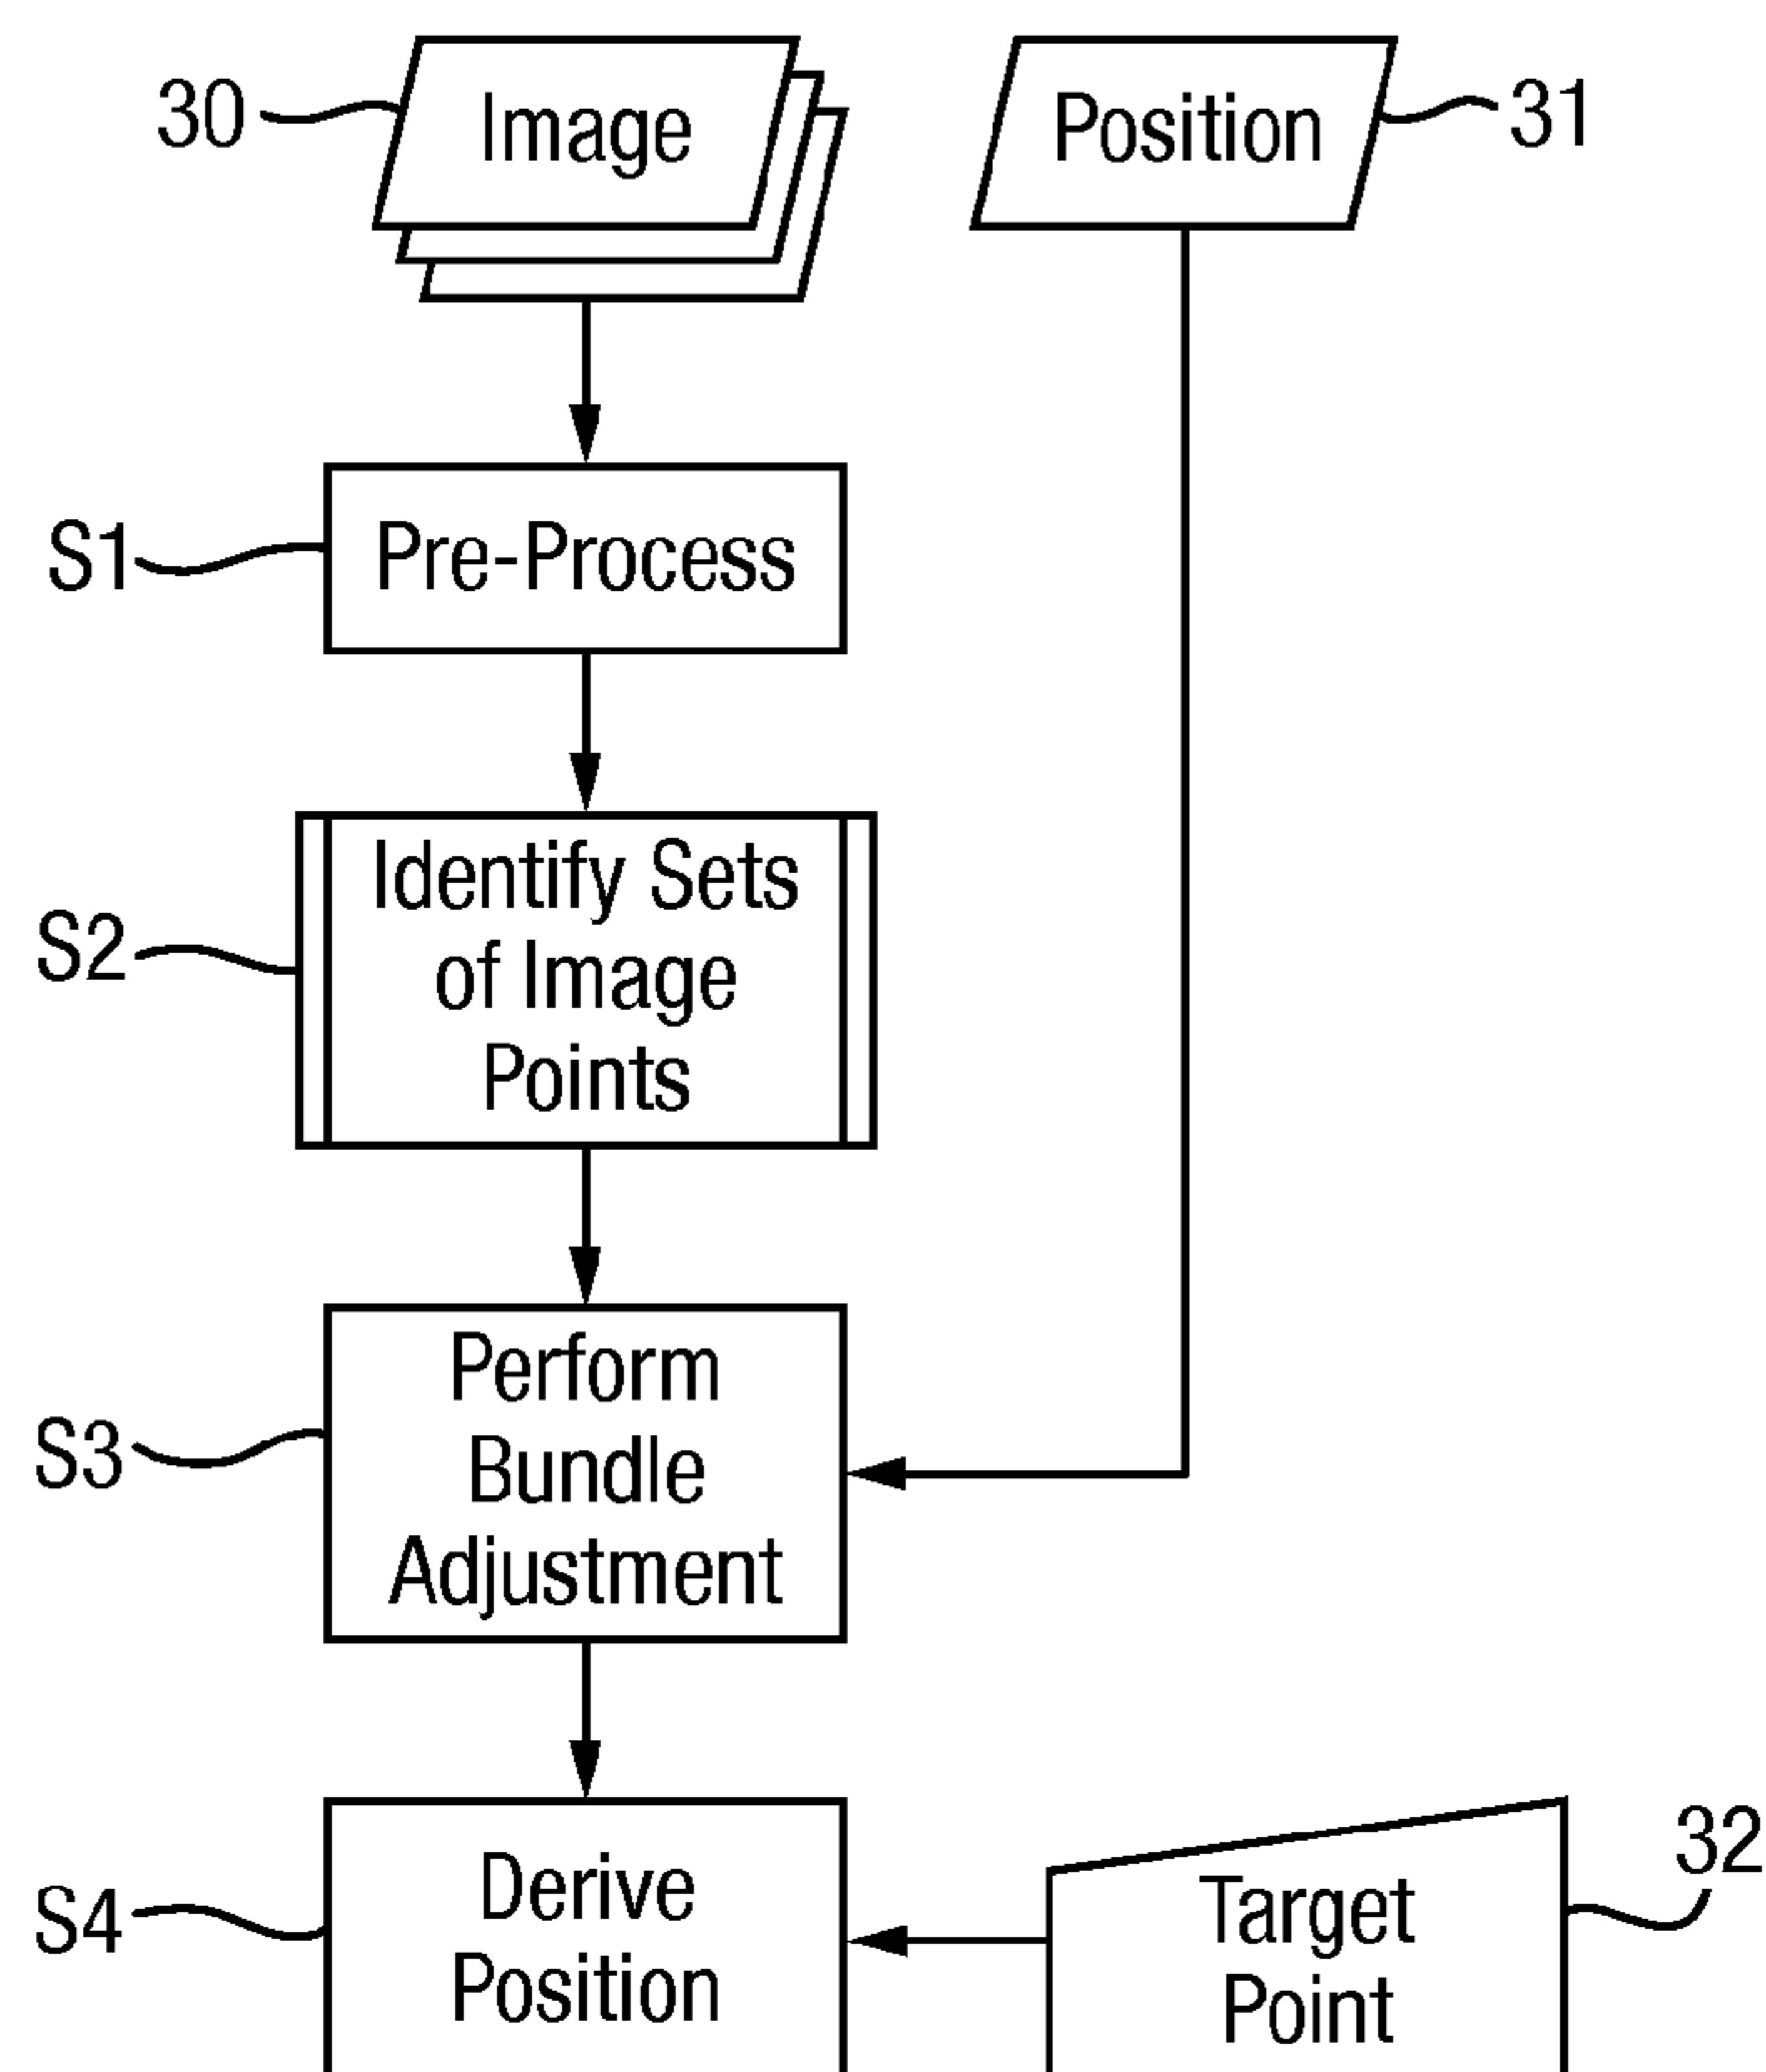 30
Image
Position
31
S1
Pre-Process
S2
Identify Sets
of Image
Points
S3
Perform
Bundle
Adjustment
S4
Derive
Position
Target
Point
32